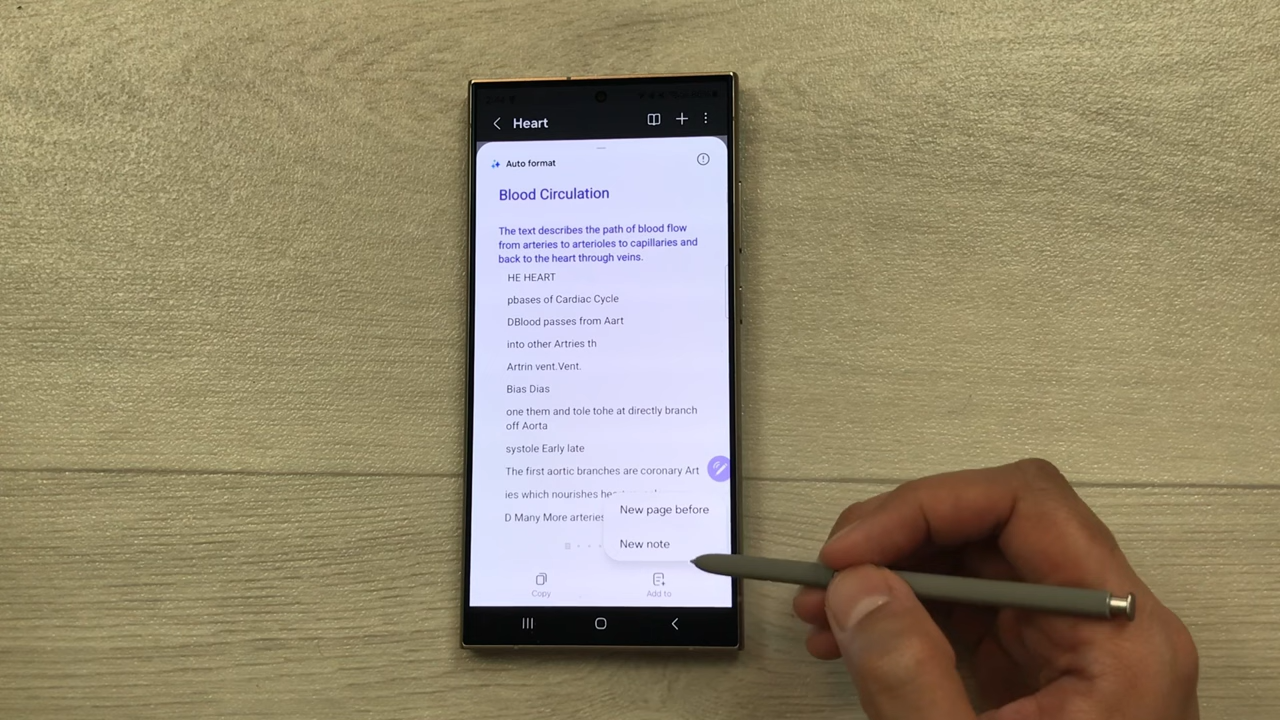 Heart
Auto format
Blood Circulation
The text describes the path of blood flow
from arteries to arterioles to capillaries and
back to the heart through veins.
HE HEART
pbases of Cardiac Cycle
DBlood passes from Aart
into other Artries th
Artrin vent.Vent.
Bias Dias
one them and tole tohe at directly branch
off Aorta
systole Early late
The first aortic branches are coronary Art
ies which nourishes
D Many More arteries
New page before
New note
Copy
Add to